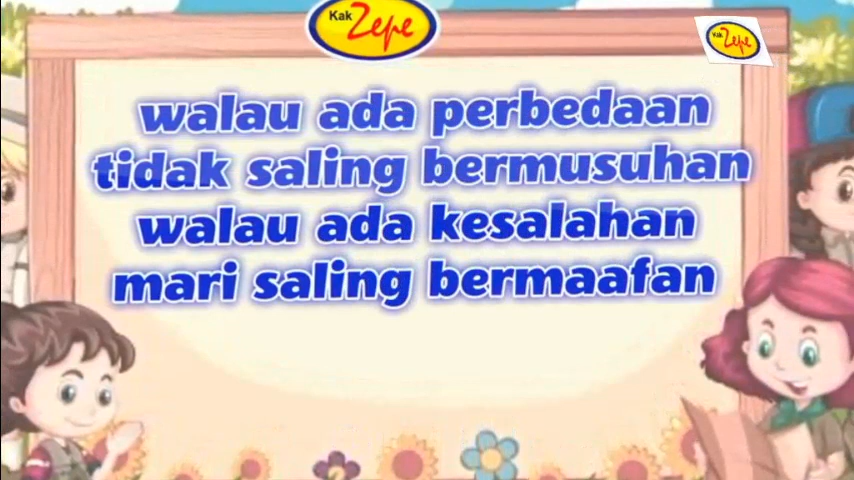 Kak Zepe
Kak Zepe
walau ada perbedaan
tidak saling bermusuhan
walau ada kesalahan
mari saling bermaafan